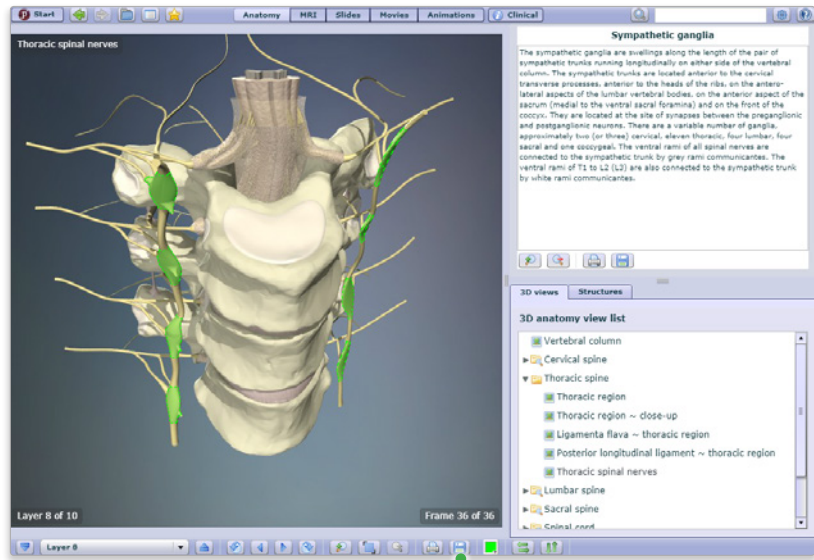 Start
Anatomy MRI Slides Movies Animations Clinical
Thoracic spinal nerves
Sympathetic ganglia
The sympathetic ganglia are swellings along the length of the pair of
sympathetic trunks running longitudinally on either side of the vertebral
column. The sympathetic trunks are located anterior to the cervical
transverse processes, anterior to the heads of the ribs, on the antero-
lateral aspects of the lumbar vertebral bodies, on the anterior aspect of the
sacrum (medial to the ventral sacral foramina) and on the front of the
coccyx. They are located at the site of synapses between the preganglionic
and postganglionic neurons. There are a variable number of ganglia,
approximately two (or three) cervical, eleven thoracic, four lumbar, four
sacral and one coccygeal. The ventral rami of all spinal nerves are
connected to the sympathetic trunk by grey rami communicantes. The
ventral rami of T1 to L2 (L3) are also connected to the sympathetic trunk
by white rami communicantes.
3D views Structures
3D anatomy view list
Vertebral column
Cervical spine
Thoracic spine
Thoracic region
Thoracic region ~ close-up
Ligamenta flava ~ thoracic region
Posterior longitudinal ligament ~ thoracic region
Thoracic spinal nerves
Lumbar spine
Sacral spine
Spinal cord
Layer 8 of 10
Frame 36 of 36
Layer 8